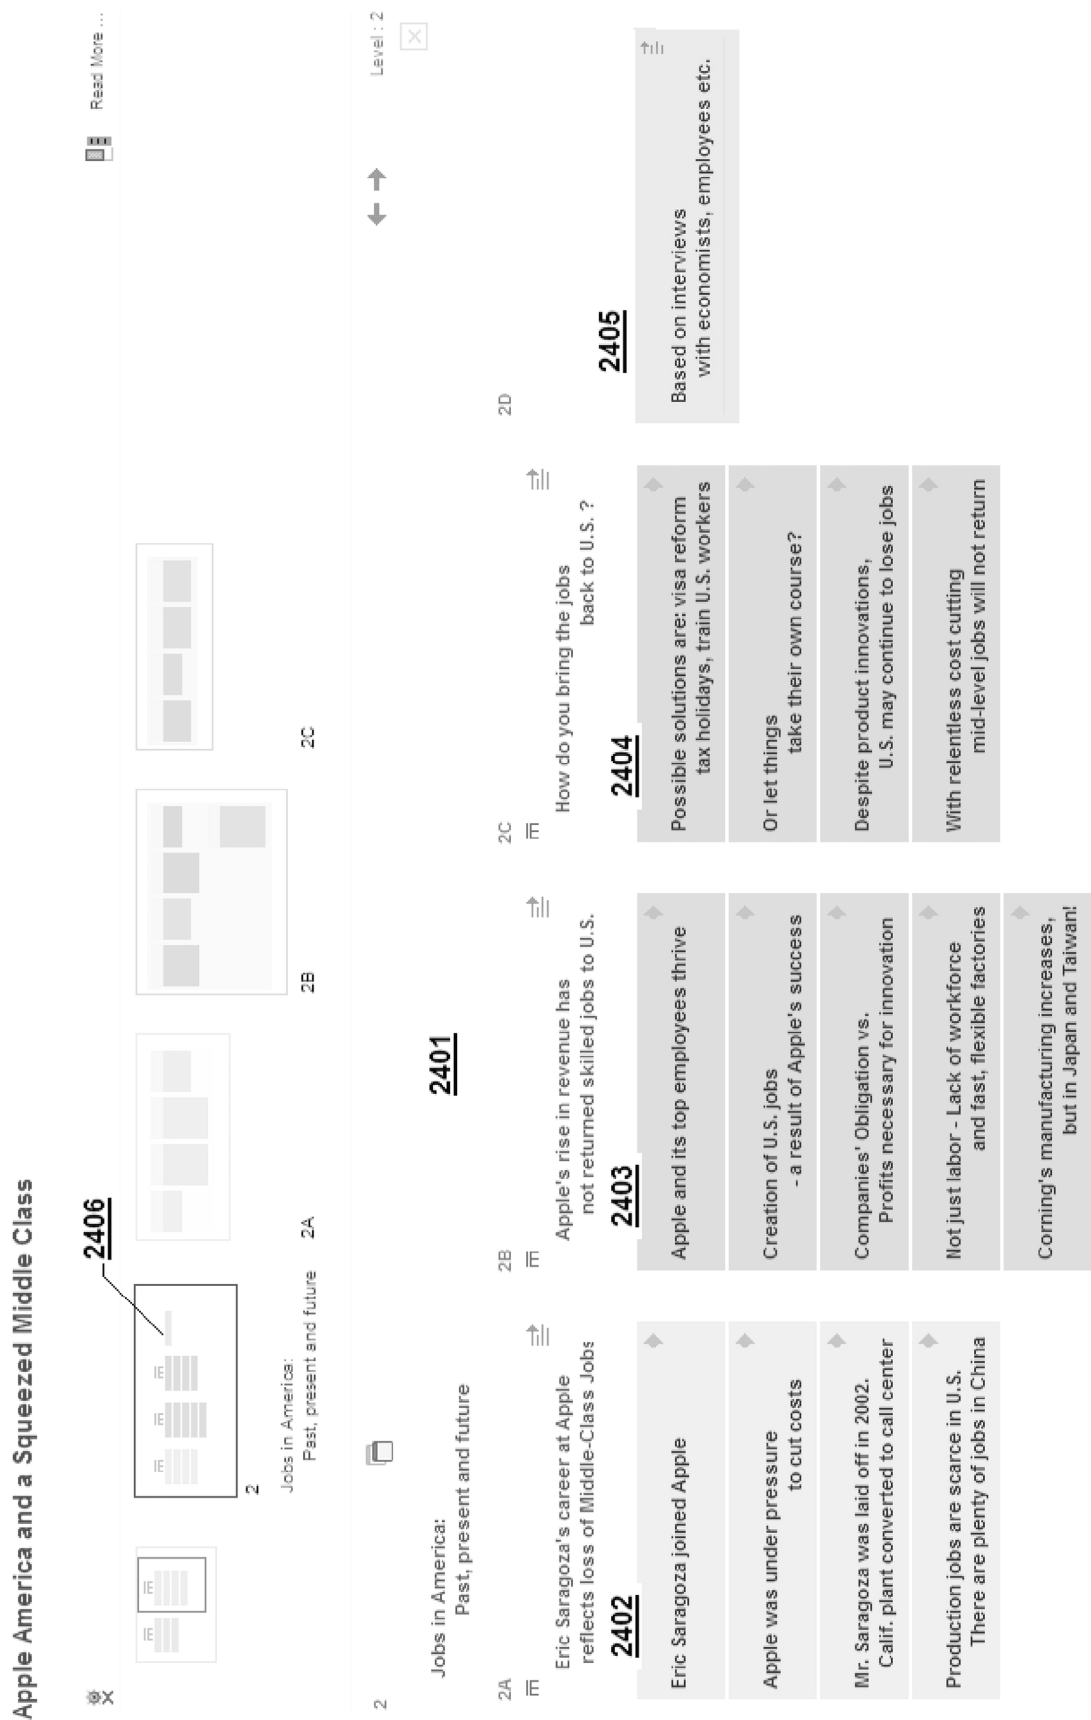 Apple America and a Squeezed Middle Class
Read More ...
2406
IE
IE
IE
IE
IE
2
Jobs in America:
Past, present and future
2A
2B
2C
2
Level : 2
Jobs in America:
Past, present and future
2401
2A
IE
Eric Saragoza's career at Apple
reflects loss of Middle-Class Jobs
2402
Eric Saragoza joined Apple
Apple was under pressure
to cut costs
Mr. Saragoza was laid off in 2002.
Calif. plant converted to call center
Production jobs are scarce in U.S.
There are plenty of jobs in China
2B
IE
Apple's rise in revenue has
not returned skilled jobs to U.S.
2403
Apple and its top employees thrive
Creation of U.S. jobs
- a result of Apple's success
Companies' Obligation vs.
Profits necessary for innovation
Not just labor - Lack of workforce
and fast, flexible factories
Corning's manufacturing increases,
but in Japan and Taiwan!
2C
IE
How do you bring the jobs
back to U.S. ?
2404
Possible solutions are: visa reform
tax holidays, train U.S. workers
Or let things
take their own course?
Despite product innovations,
U.S. may continue to lose jobs
With relentless cost cutting
mid-level jobs will not return
2D
2405
Based on interviews
with economists, employees etc.